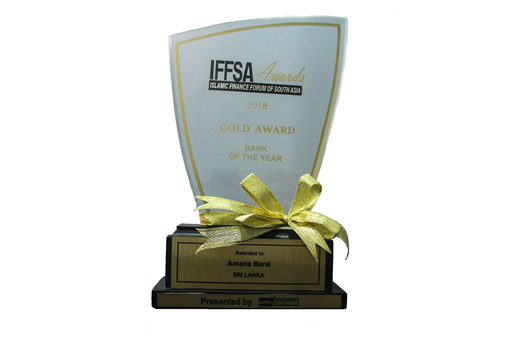 IFFSA Awards
ISLAMIC FINANCE FORUM OF SOUTH ASIA
2018
GOLD AWARD
BANK
OF THE YEAR
Awarded to
Amana Bank
SRI LANKA
Presented by